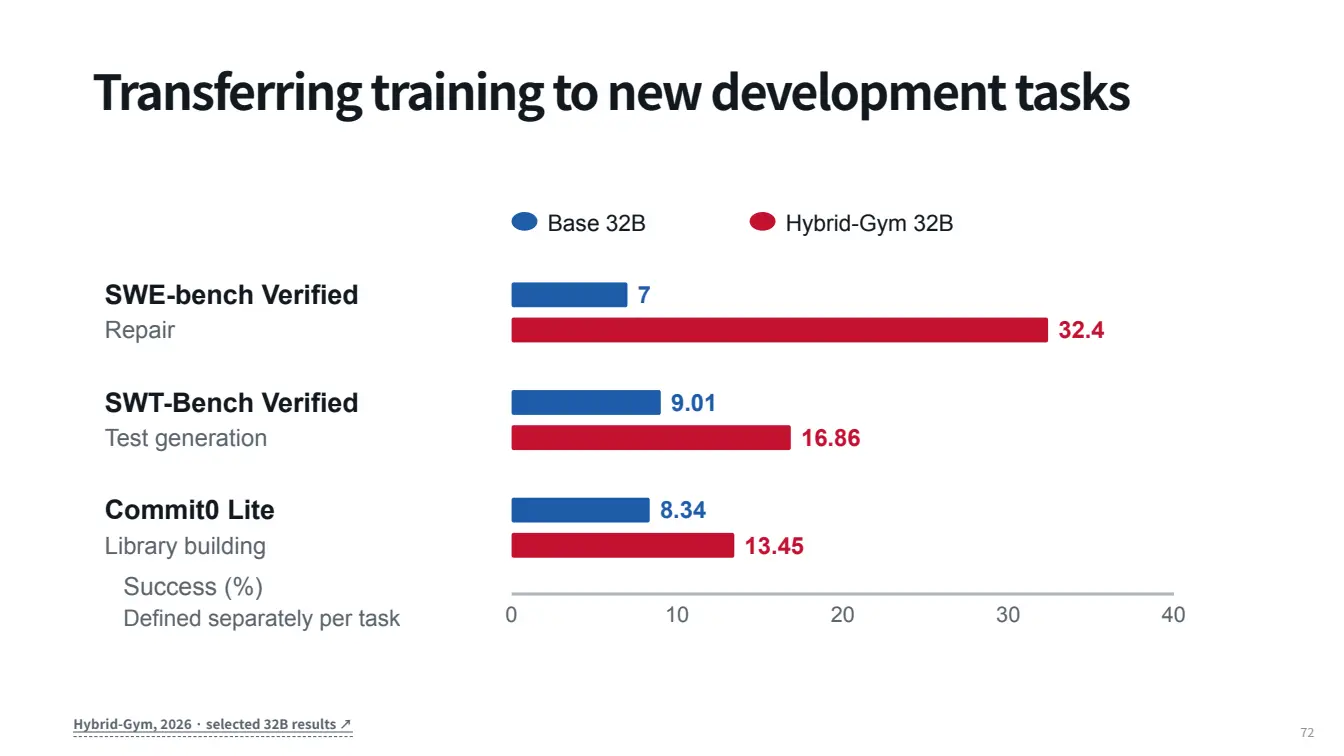 Transferring training to new development tasks
Base 32B
Hybrid-Gym 32B
SWE-bench Verified
Repair
7
32.4
SWT-Bench Verified
Test generation
9.01
16.86
Commit0 Lite
Library building
8.34
13.45
Success (%)
Defined separately per task
0 10 20 30 40
Hybrid-Gym, 2026 · selected 32B results ↗
72